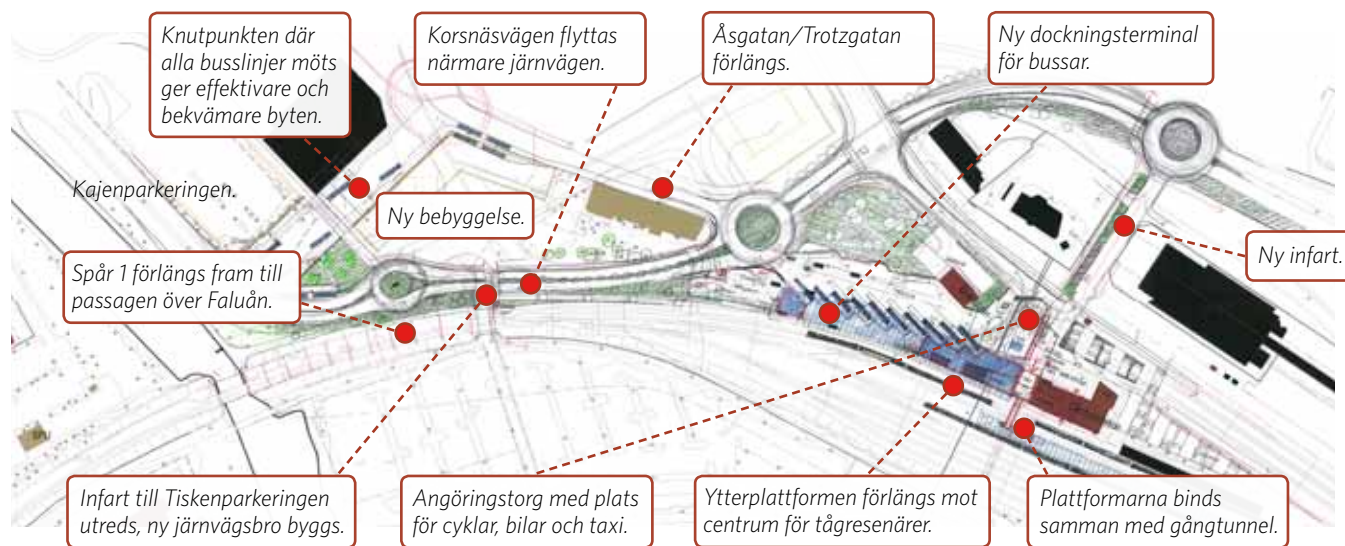 Knutpunkten där
alla busslinjer möts
ger effektivare och
bekvämare byten.
Korsnäsvägen flyttas
närmare järnvägen.
Åsgatan/Trotzgatan
förlängs.
Ny dockningsterminal
för bussar.
Kajenparkeringen.
Ny bebyggelse.
Ny infart.
Spår 1 förlängs fram till
passagen över Faluån.
Infart till Tiskenparkeringen
utreds, ny järnvägsbro byggs.
Angöringstorg med plats
för cyklar, bilar och taxi.
Ytterplattformen förlängs mot
centrum för tågresenärer.
Plattformarna binds
samman med gångtunnel.